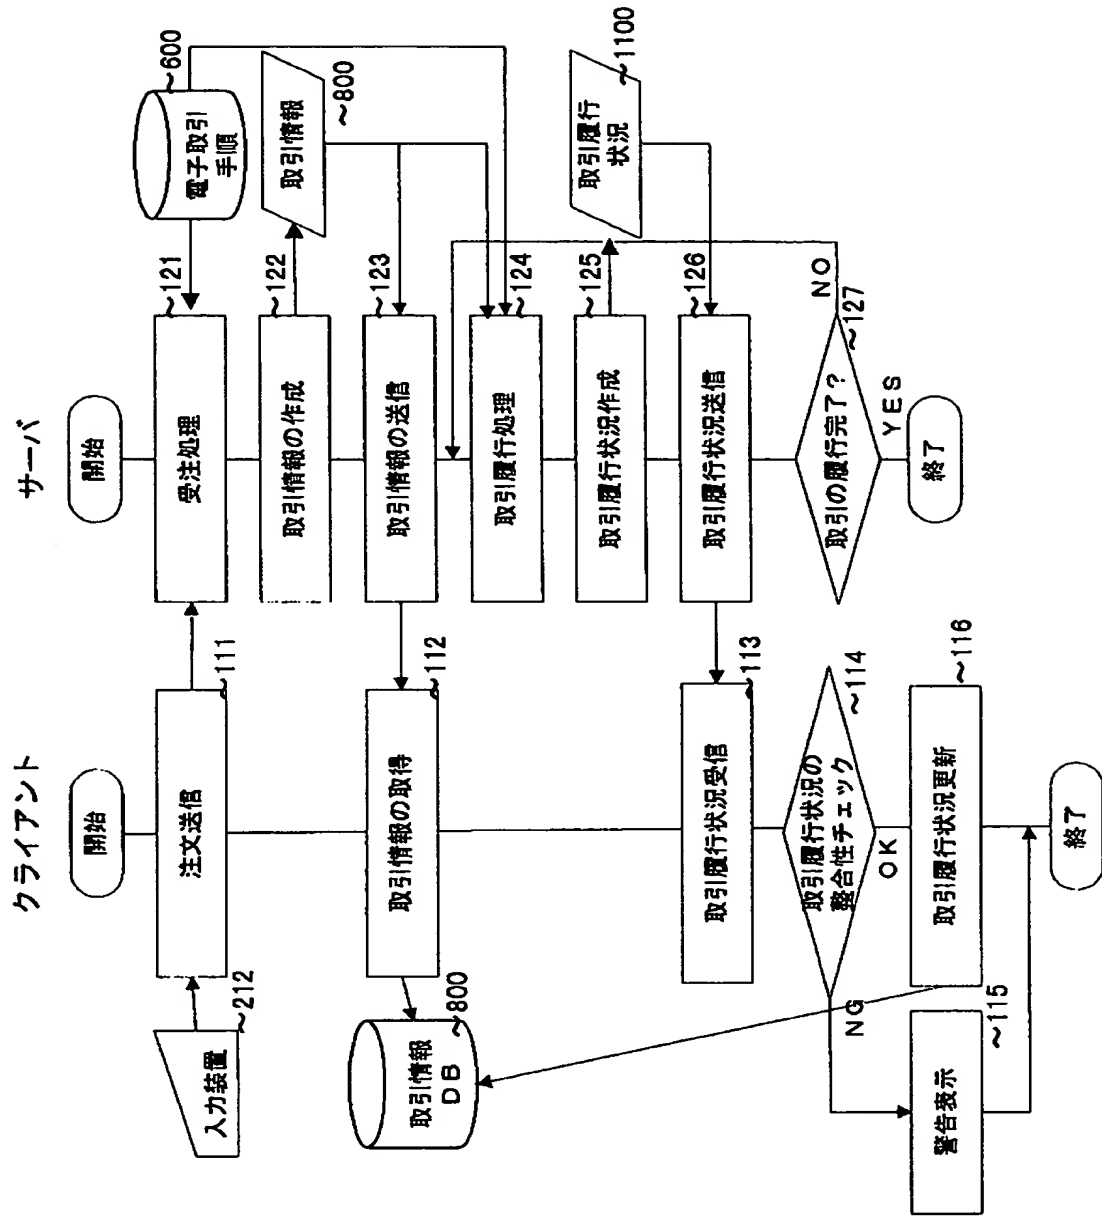 クライアント
サーバ
開始
開始
入力装置
~212
注文送信
~111
受注処理
~121
電子取引
手順
~600
取引情報の作成
~122
取引情報
~800
取引情報
DB
~800
取引情報の取得
~112
取引情報の送信
~123
取引履行処理
~124
取引履行状況作成
~125
取引履行
状況
~1100
取引履行状況受信
~113
取引履行状況送信
~126
取引履行状況の
整合性チェック
~114
NG
OK
取引の履行完了?
~127
NO
YES
警告表示
~115
取引履行状況更新
~116
終了
終了